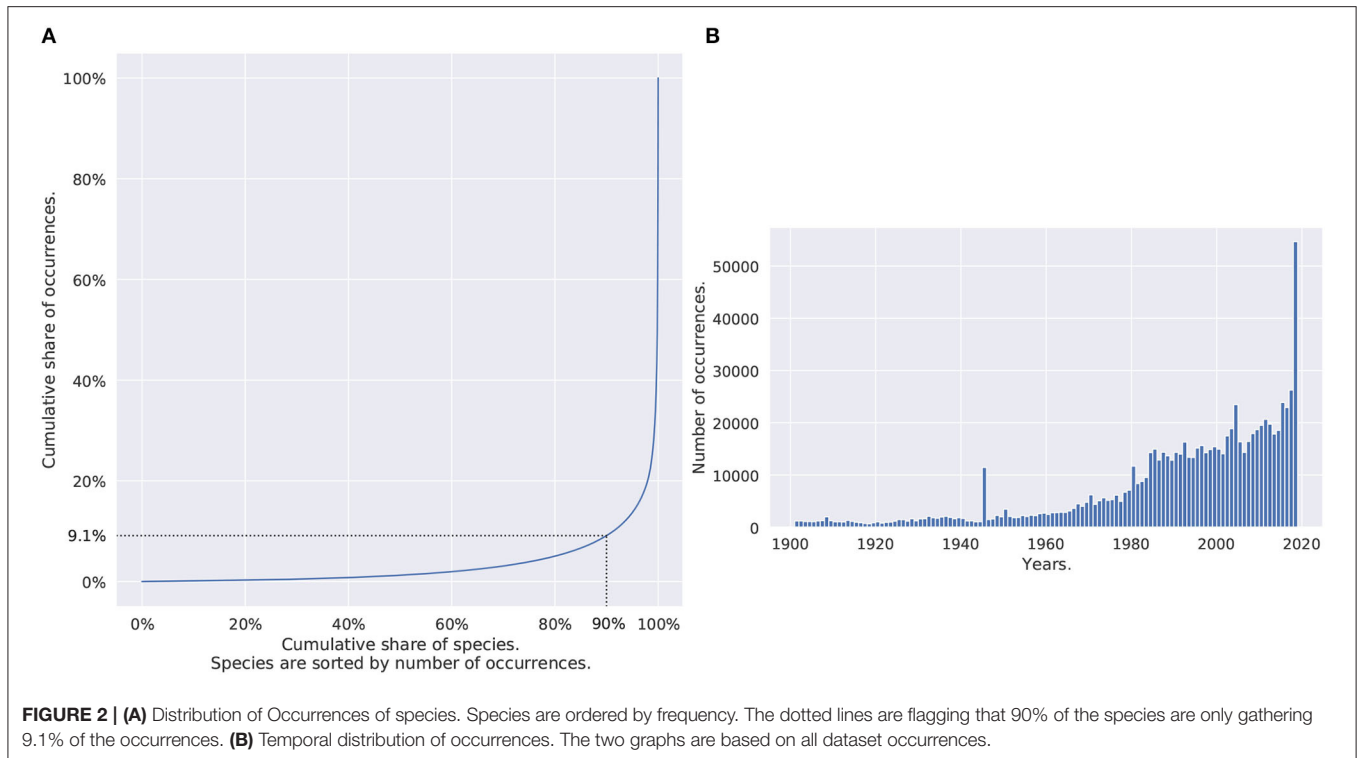 A
100%
80%
60%
40%
20%
9.1%
0%
Cumulative share of occurrences.
0% 20% 40% 60% 80% 90% 100%
Cumulative share of species.
Species are sorted by number of occurrences.
B
50000
40000
30000
20000
10000
0
Number of occurrences.
1900 1920 1940 1960 1980 2000 2020
Years.
FIGURE 2 | (A) Distribution of Occurrences of species. Species are ordered by frequency. The dotted lines are flagging that 90% of the species are only gathering
9.1% of the occurrences. (B) Temporal distribution of occurrences. The two graphs are based on all dataset occurrences.